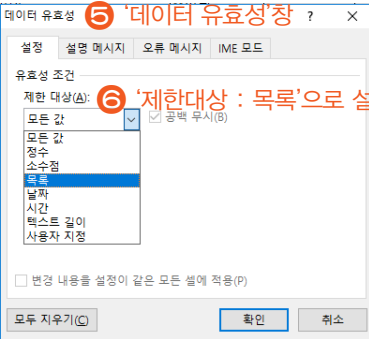 데이터 유효성 ⑤ '데이터 유효성'창 ? ×
설정 설명 메시지 오류 메시지 IME 모드
유효성 조건
제한 대상(A): ⑥ '제한대상 : 목록'으로 설
모든 값 공백 무시(B)
모든 값
정수
소수점
목록
날짜
시간
텍스트 길이
사용자 지정
변경 내용을 설정이 같은 모든 셀에 적용(P)
모두 지우기(C) 확인 취소